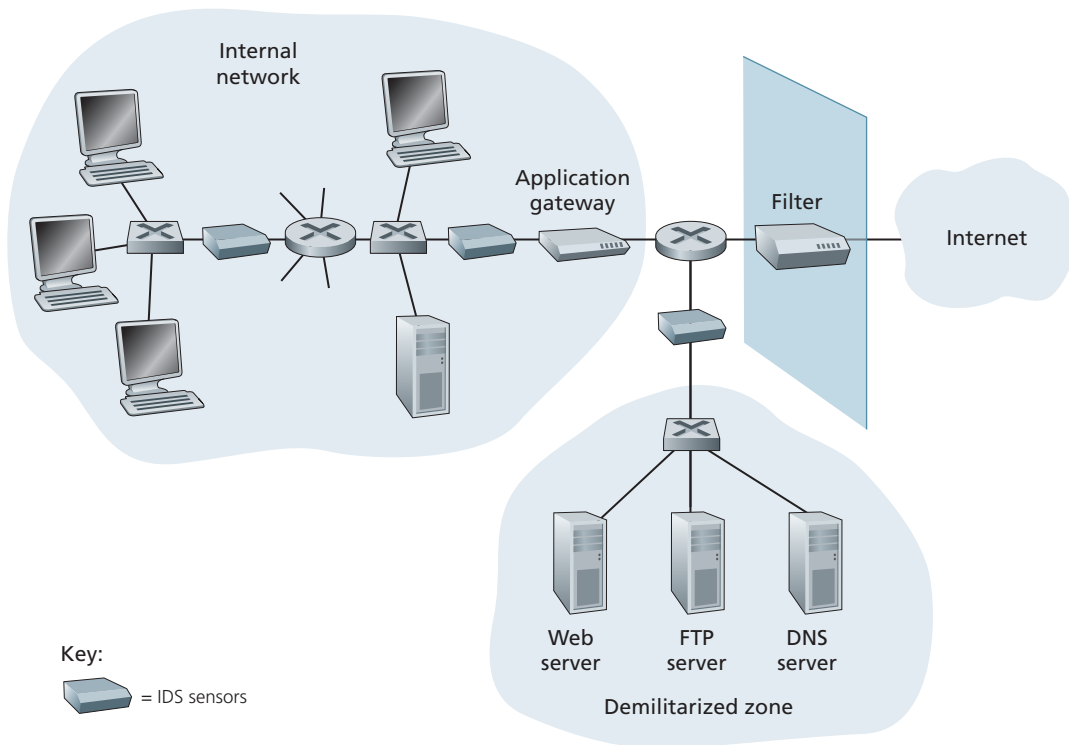 Internal
network
Application
gateway
Filter
Internet
Web
server
FTP
server
DNS
server
Key:
= IDS sensors
Demilitarized zone